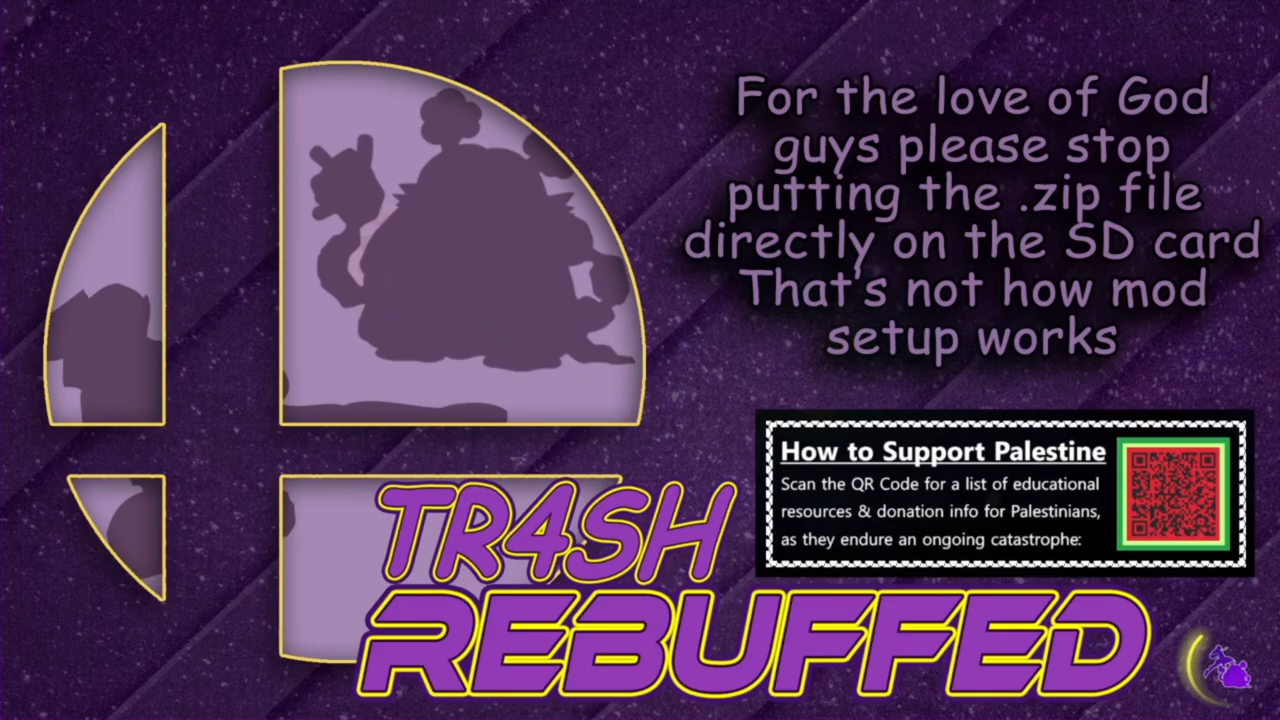 For the love of God
guys please stop
putting the .zip file
directly on the SD card
That's not how mod
setup works
How to Support Palestine
Scan the QR Code for a list of educational
resources & donation info for Palestinians,
as they endure an ongoing catastrophe:
TR4SH
REBUFFED